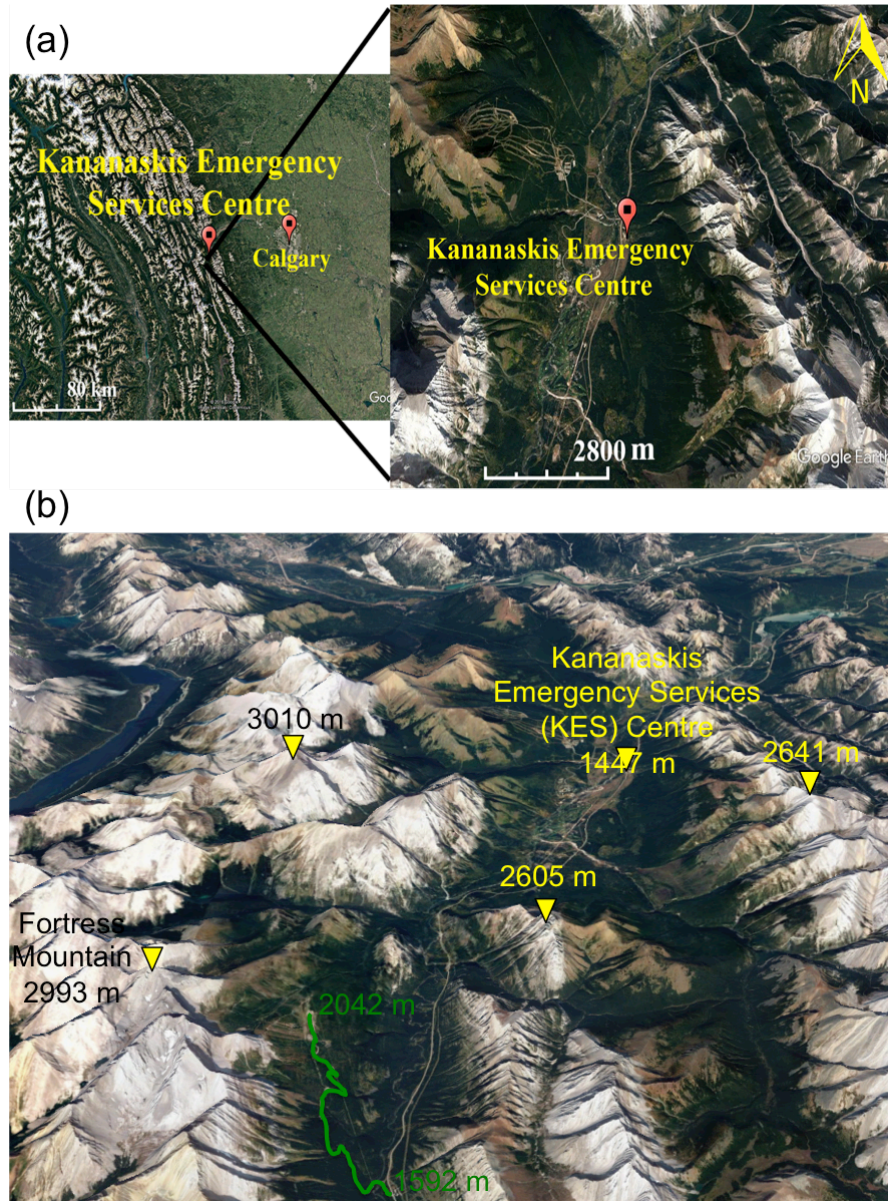 (a)
Kananaskis Emergency
Services Centre
Calgary
80 km
Goo
N
Kananaskis Emergency
Services Centre
2800 m
Google Earth
(b)
Kananaskis
Emergency Services
(KES) Centre
1447 m
3010 m
2641 m
2605 m
Fortress
Mountain
2993 m
2042 m
1592 m